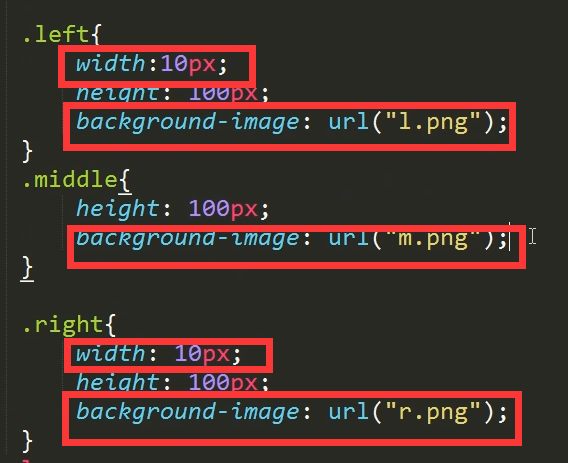 .left{
width:10px;
height: 100px;
background-image: url("l.png");
}
.middle{
height: 100px;
background-image: url("m.png");
}
.right{
width: 10px;
height: 100px;
background-image: url("r.png");
}